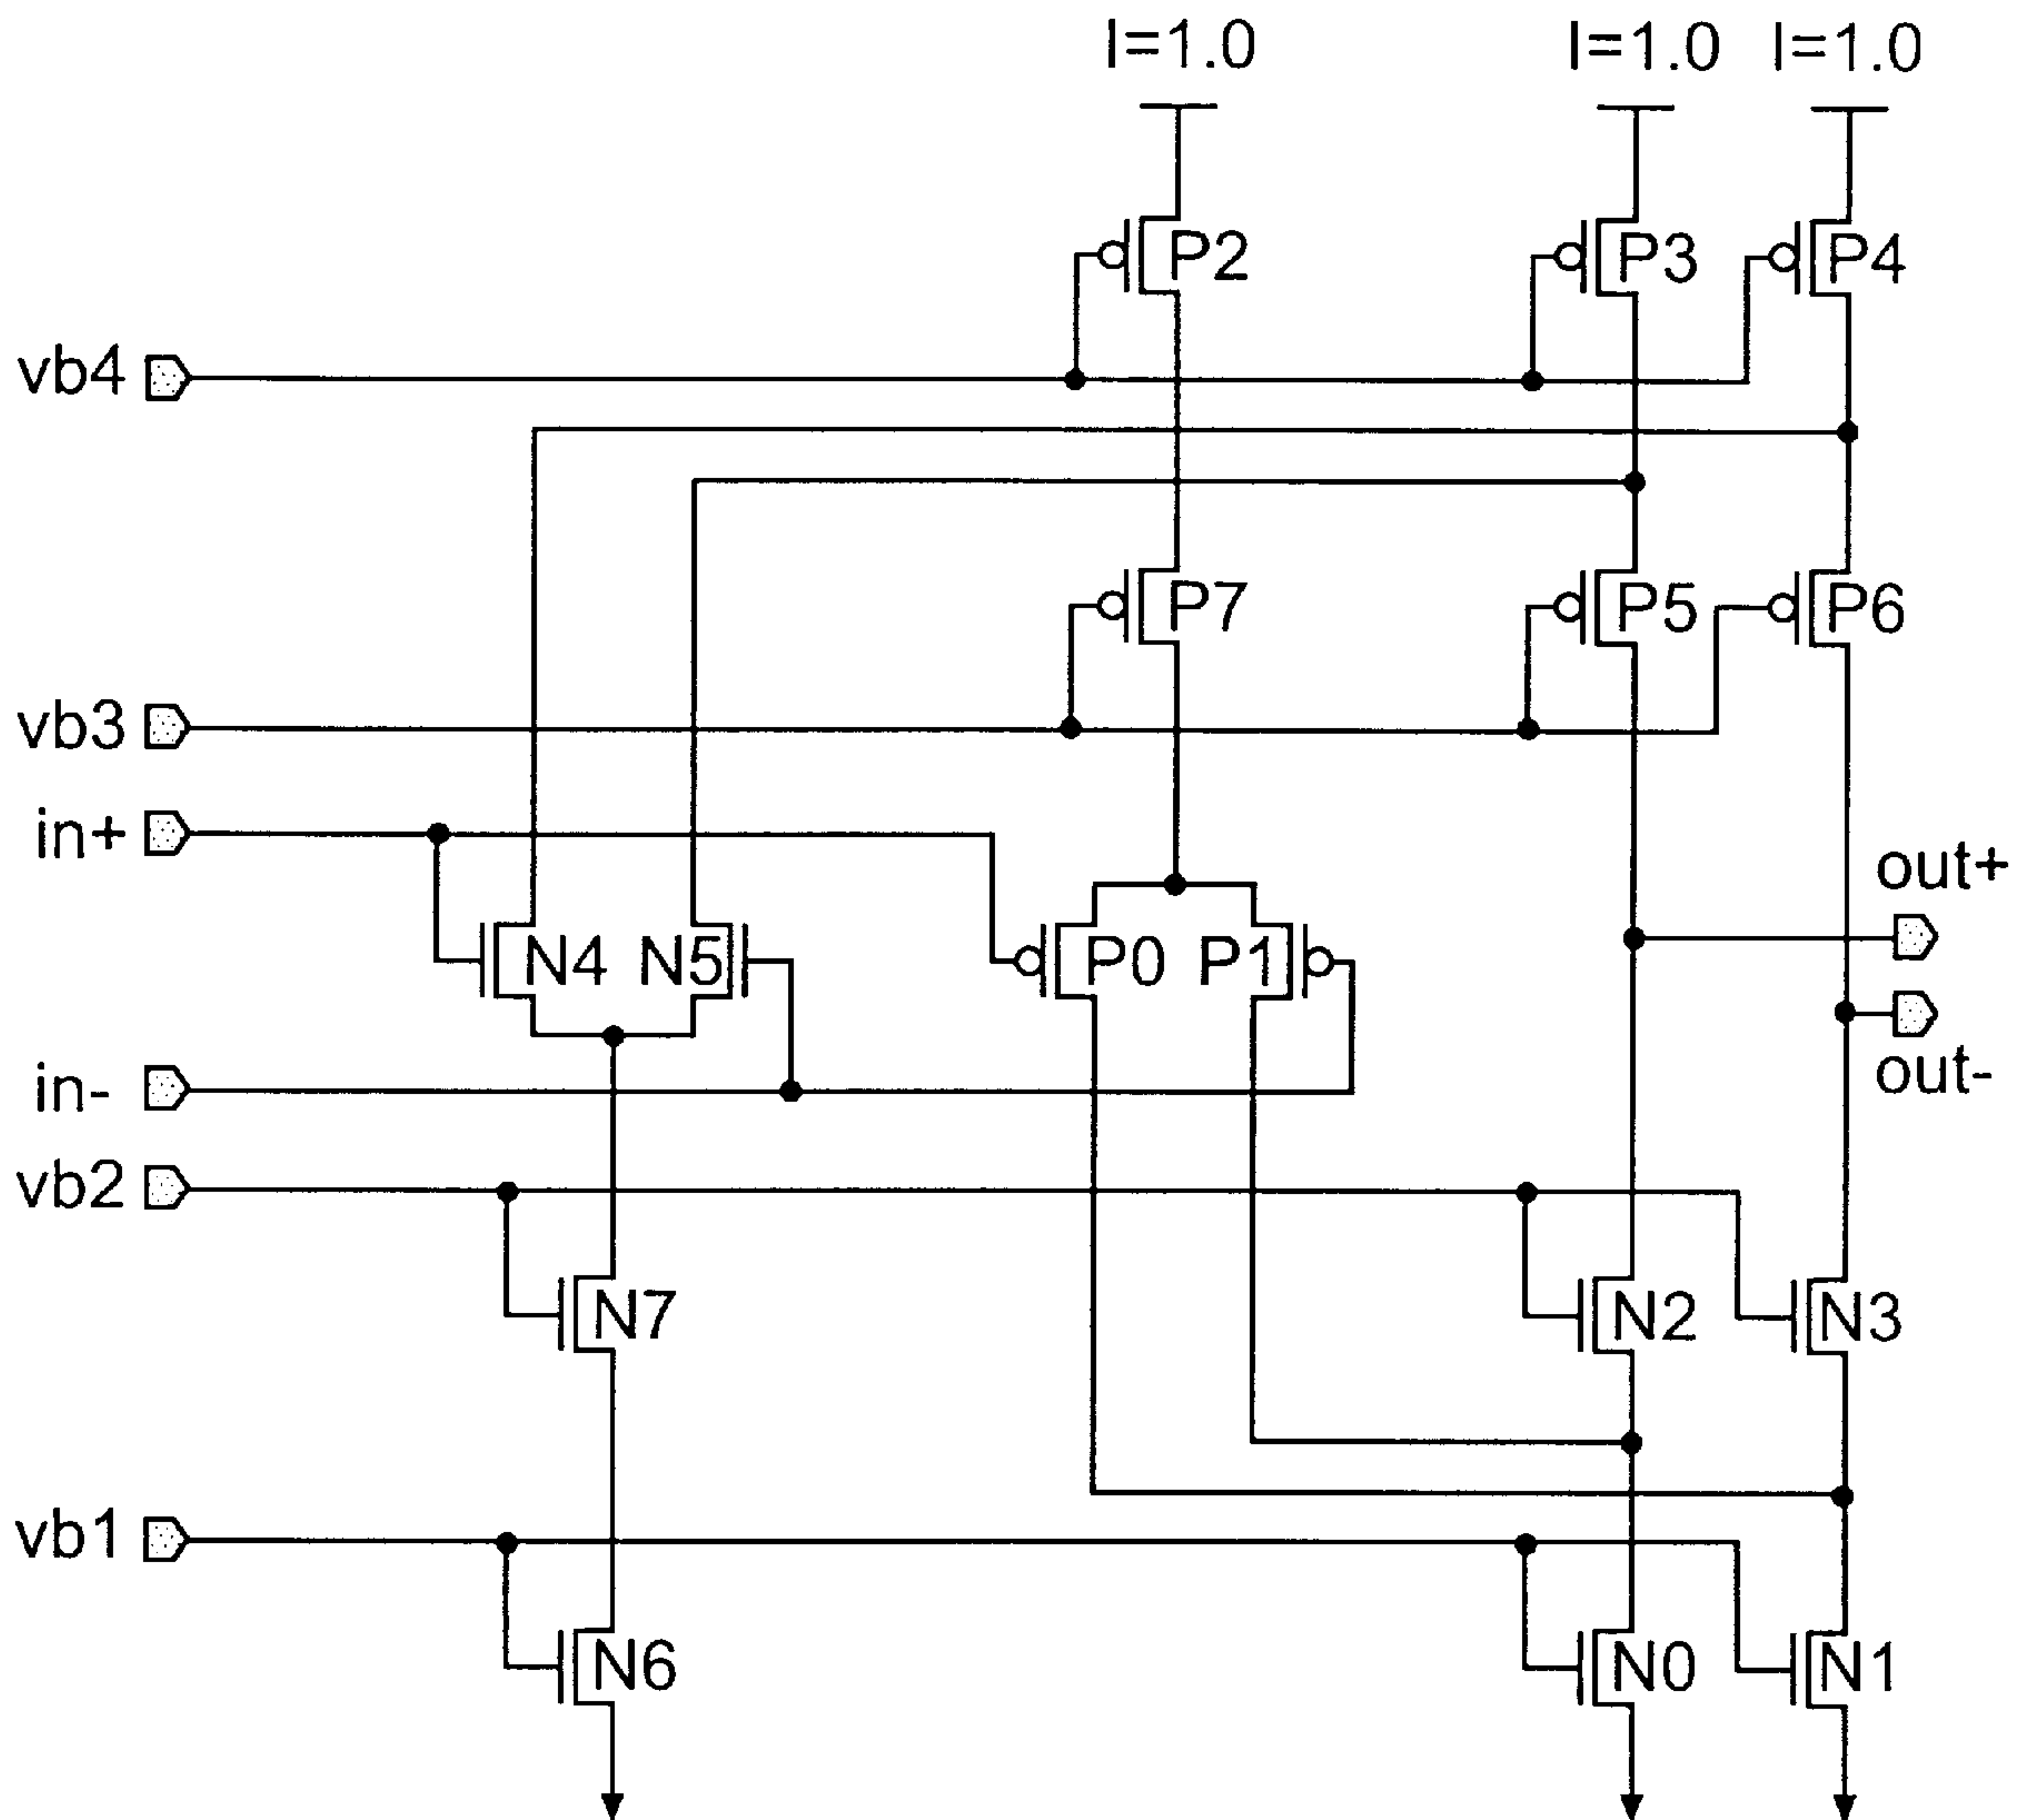 I=1.0 I=1.0 I=1.0
P2 P3 P4
vb4
P7 P5 P6
vb3
in+
out+
N4 N5 P0 P1
in-
out-
vb2
N7 N2 N3
vb1
N6 N0 N1